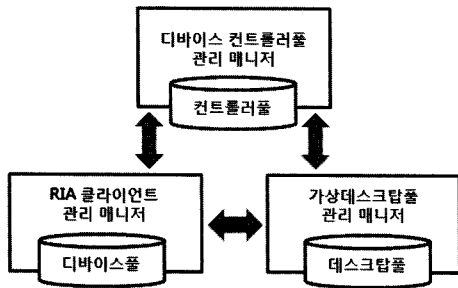 디바이스 컨트롤러풀
관리 매니저
컨트롤러풀
RIA 클라이언트
관리 매니저
디바이스풀
가상데스크탑풀
관리 매니저
데스크탑풀